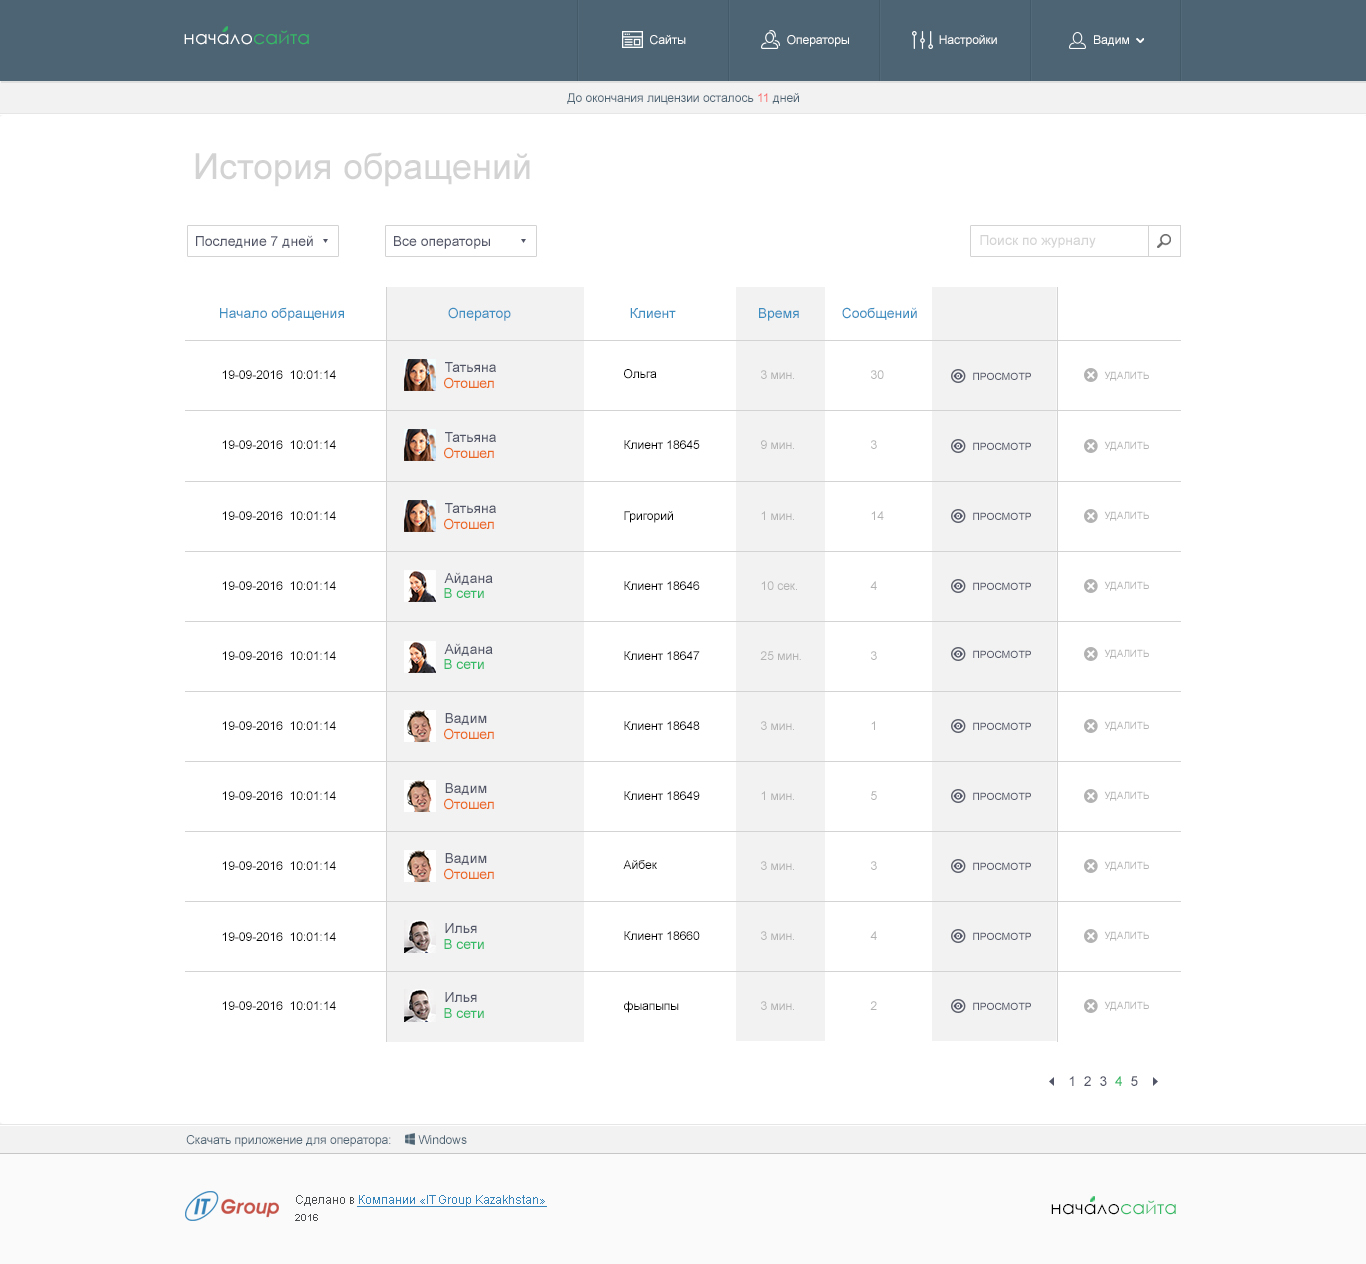 началосайта
Сайты
Операторы
Настройки
Вадим
До окончания лицензии осталось 11 дней
История обращений
Последние 7 дней
Все операторы
Поиск по журналу
Начало обращения Оператор Клиент Время Сообщений
19-09-2016 10:01:14 Татьяна Отошел Ольга 3 мин. 30 ПРОСМОТР УДАЛИТЬ
19-09-2016 10:01:14 Татьяна Отошел Клиент 18645 9 мин. 3 ПРОСМОТР УДАЛИТЬ
19-09-2016 10:01:14 Татьяна Отошел Григорий 1 мин. 14 ПРОСМОТР УДАЛИТЬ
19-09-2016 10:01:14 Айдана В сети Клиент 18646 10 сек. 4 ПРОСМОТР УДАЛИТЬ
19-09-2016 10:01:14 Айдана В сети Клиент 18647 25 мин. 3 ПРОСМОТР УДАЛИТЬ
19-09-2016 10:01:14 Вадим Отошел Клиент 18648 3 мин. 1 ПРОСМОТР УДАЛИТЬ
19-09-2016 10:01:14 Вадим Отошел Клиент 18649 1 мин. 5 ПРОСМОТР УДАЛИТЬ
19-09-2016 10:01:14 Вадим Отошел Айбек 3 мин. 3 ПРОСМОТР УДАЛИТЬ
19-09-2016 10:01:14 Илья В сети Клиент 18660 3 мин. 4 ПРОСМОТР УДАЛИТЬ
19-09-2016 10:01:14 Илья В сети фыапыпы 3 мин. 2 ПРОСМОТР УДАЛИТЬ
1 2 3 4 5
Скачать приложение для оператора: Windows
IT Group
Сделано в Компании «IT Group Kazakhstan»
2016
началосайта